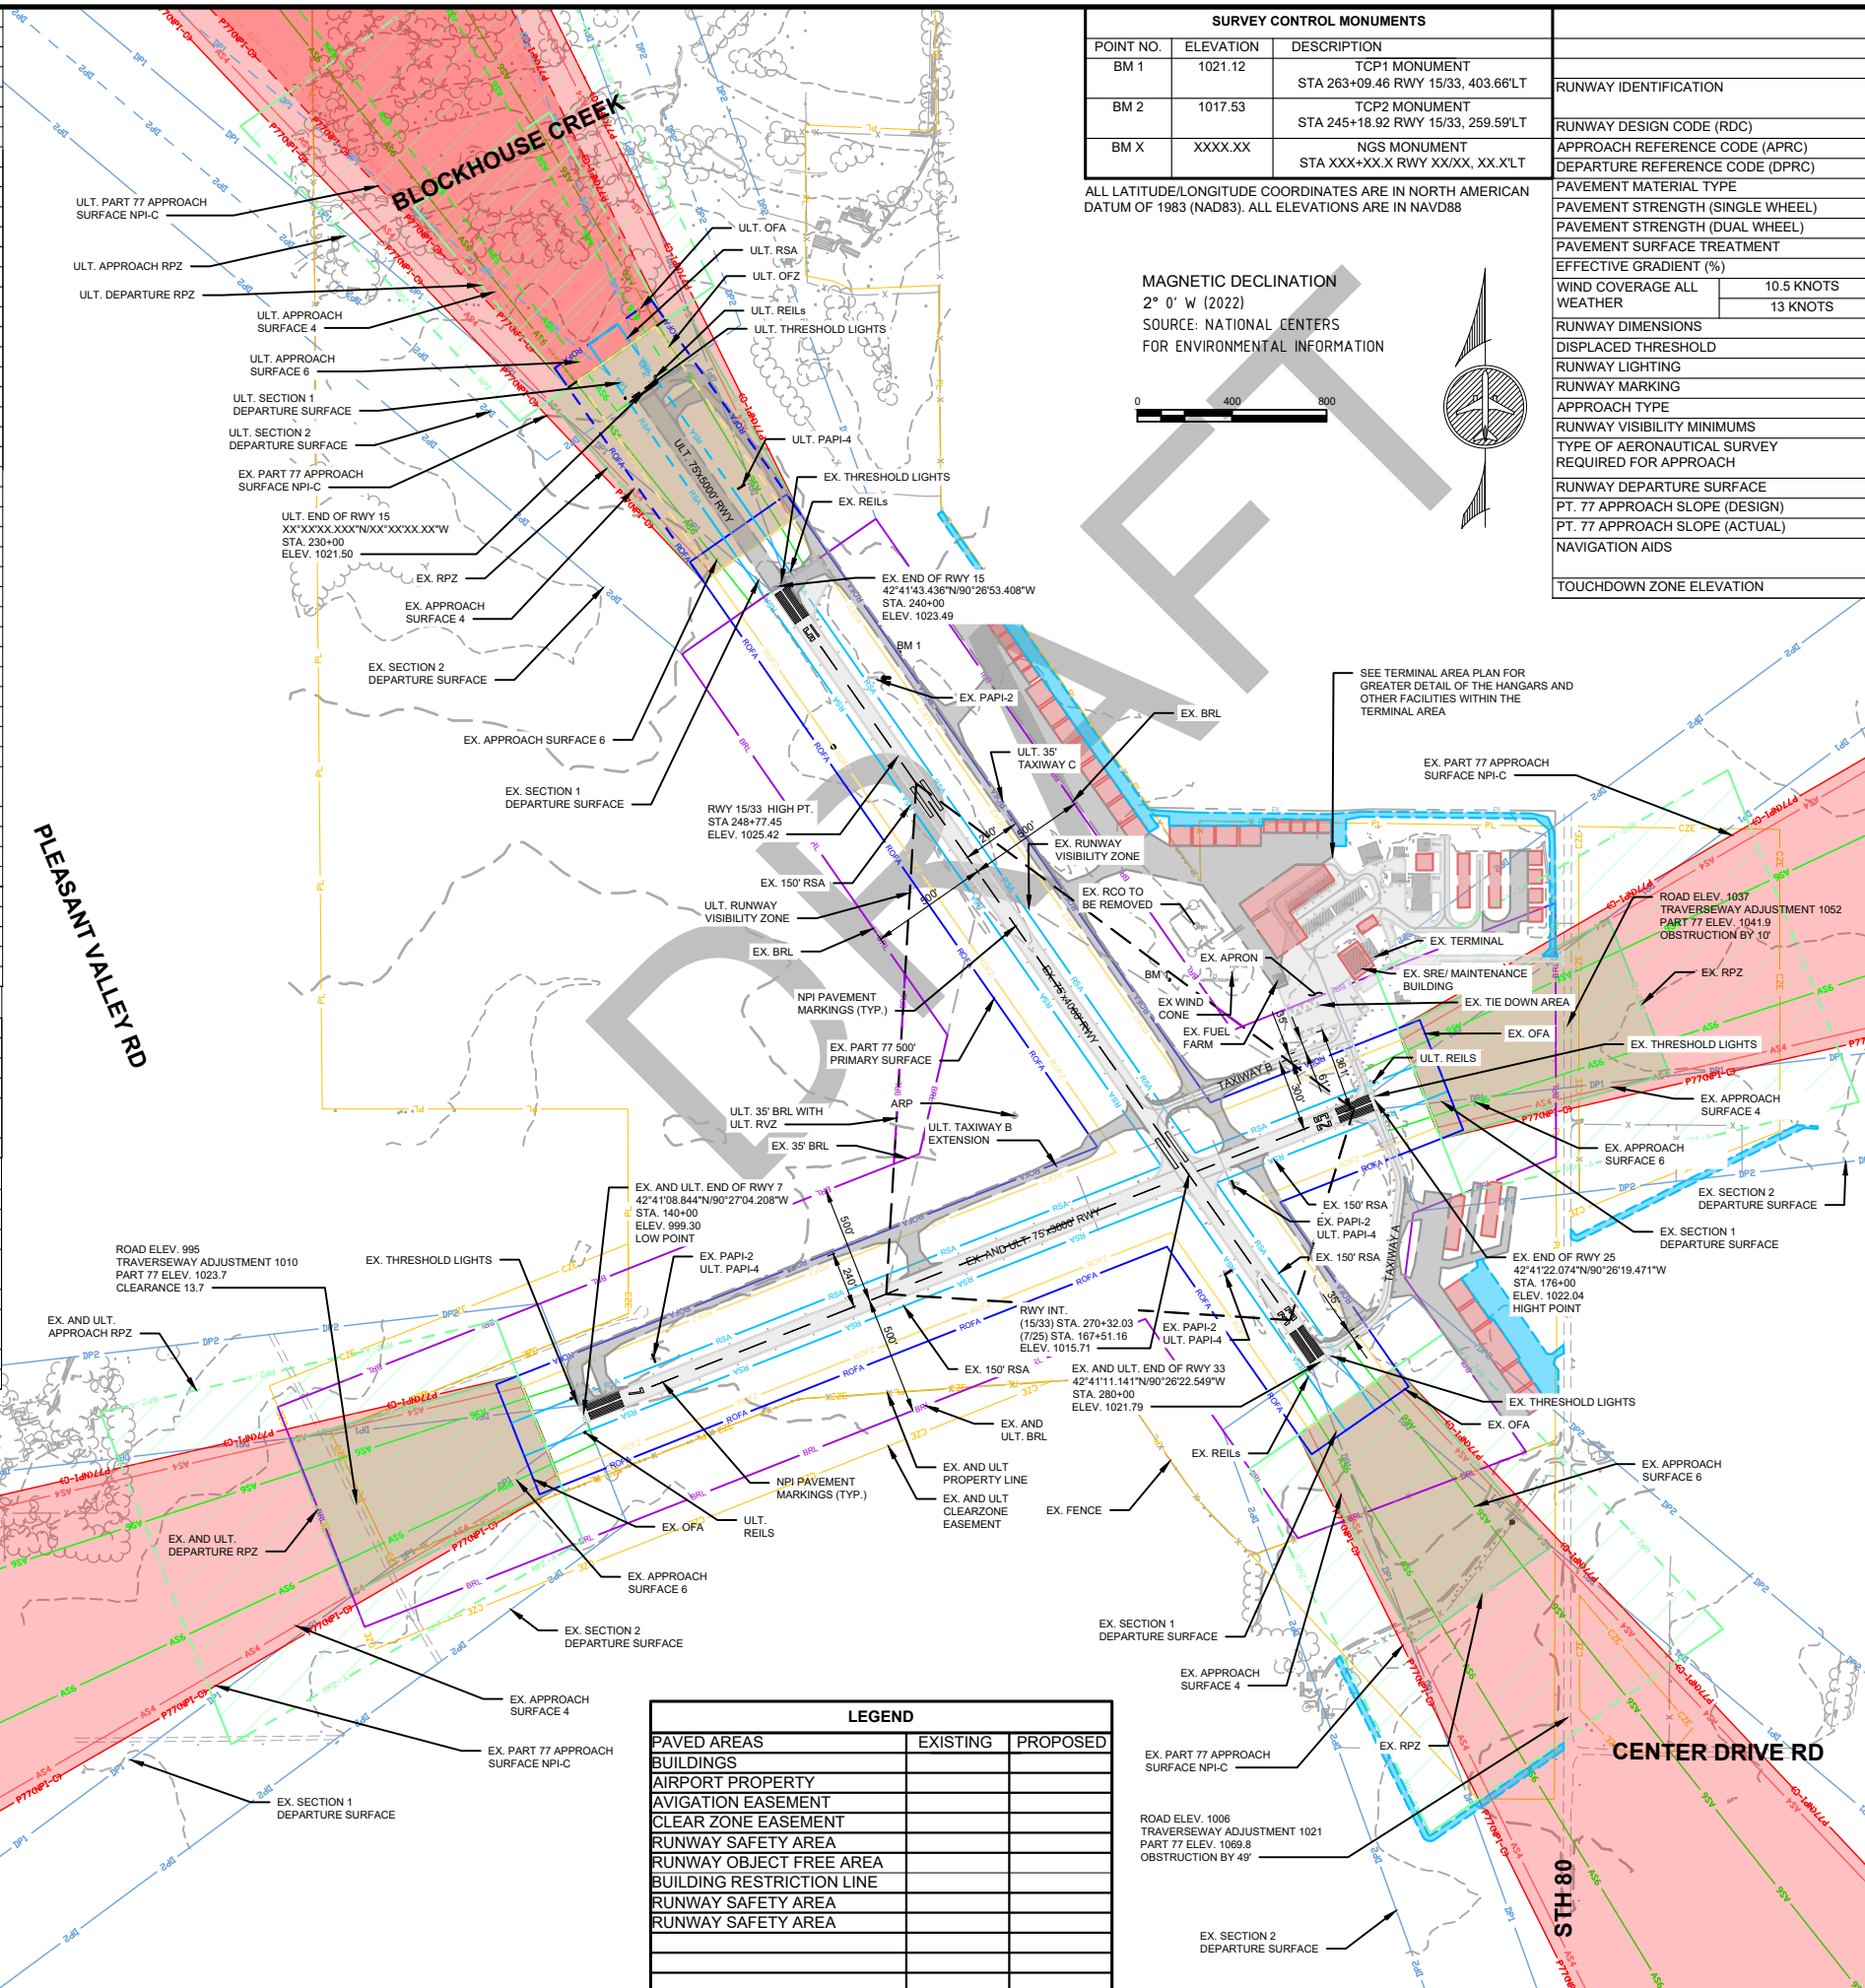 SURVEY CONTROL MONUMENTS
POINT NO. ELEVATION DESCRIPTION
BM 1 1021.12 TCP1 MONUMENT
STA 263+09.46 RWY 15/33, 403.66'LT
BM 2 1017.53 TCP2 MONUMENT
STA 245+18.92 RWY 15/33, 259.59'LT
BM X XXXX.XX NGS MONUMENT
STA XXX+XX.X RWY XX/XX, XX.X'LT
ALL LATITUDE/LONGITUDE COORDINATES ARE IN NORTH AMERICAN
DATUM OF 1983 (NAD83). ALL ELEVATIONS ARE IN NAVD88
RUNWAY IDENTIFICATION
RUNWAY DESIGN CODE (RDC)
APPROACH REFERENCE CODE (APRC)
DEPARTURE REFERENCE CODE (DPRC)
PAVEMENT MATERIAL TYPE
PAVEMENT STRENGTH (SINGLE WHEEL)
PAVEMENT STRENGTH (DUAL WHEEL)
PAVEMENT SURFACE TREATMENT
EFFECTIVE GRADIENT (%)
WIND COVERAGE ALL
WEATHER
10.5 KNOTS
13 KNOTS
RUNWAY DIMENSIONS
DISPLACED THRESHOLD
RUNWAY LIGHTING
RUNWAY MARKING
APPROACH TYPE
RUNWAY VISIBILITY MINIMUMS
TYPE OF AERONAUTICAL SURVEY
REQUIRED FOR APPROACH
RUNWAY DEPARTURE SURFACE
PT. 77 APPROACH SLOPE (DESIGN)
PT. 77 APPROACH SLOPE (ACTUAL)
NAVIGATION AIDS
TOUCHDOWN ZONE ELEVATION
MAGNETIC DECLINATION
2° 0' W (2022)
SOURCE: NATIONAL CENTERS
FOR ENVIRONMENTAL INFORMATION
0 400 800
DRAFT
BLOCKHOUSE CREEK
PLEASANT VALLEY RD
CENTER DRIVE RD
STH 80
ULT. PART 77 APPROACH
SURFACE NPI-C
ULT. APPROACH RPZ
ULT. DEPARTURE RPZ
ULT. APPROACH
SURFACE 4
ULT. APPROACH
SURFACE 6
ULT. SECTION 1
DEPARTURE SURFACE
ULT. SECTION 2
DEPARTURE SURFACE
EX. PART 77 APPROACH
SURFACE NPI-C
ULT. END OF RWY 15
XX°XX'XX.XXX"N/XX°XX'XX.XX"W
STA. 230+00
ELEV. 1021.50
EX. RPZ
EX. APPROACH
SURFACE 4
EX. SECTION 2
DEPARTURE SURFACE
EX. APPROACH SURFACE 6
EX. SECTION 1
DEPARTURE SURFACE
ULT. OFA
ULT. RSA
ULT. OFZ
ULT. REILs
ULT. THRESHOLD LIGHTS
ULT. PAPI-4
ULT. 75'x5000' RWY
EX. THRESHOLD LIGHTS
EX. REILs
EX. END OF RWY 15
42°41'43.436"N/90°26'53.408"W
STA. 240+00
ELEV. 1023.49
BM 1
EX. PAPI-2
EX. BRL
ULT. 35'
TAXIWAY C
SEE TERMINAL AREA PLAN FOR
GREATER DETAIL OF THE HANGARS AND
OTHER FACILITIES WITHIN THE
TERMINAL AREA
EX. PART 77 APPROACH
SURFACE NPI-C
RWY 15/33 HIGH PT.
STA 248+77.45
ELEV. 1025.42
240'
500'
500'
EX. RUNWAY
VISIBILITY ZONE
EX. 150' RSA
ULT. RUNWAY
VISIBILITY ZONE
EX. BRL
EX. RCO TO
BE REMOVED
ROAD ELEV. 1037
TRAVERSEWAY ADJUSTMENT 1052
PART 77 ELEV. 1041.9
OBSTRUCTION BY 10'
EX. TERMINAL
EX. APRON
BM
EX. SRE/ MAINTENANCE
BUILDING
EX. RPZ
EX WIND
CONE
EX. TIE DOWN AREA
NPI PAVEMENT
MARKINGS (TYP.)
EX. 75'x4000' RWY
EX. FUEL
FARM
35'
EX. OFA
EX. THRESHOLD LIGHTS
EX. PART 77 500'
PRIMARY SURFACE
361'
61'
300'
ULT. REILS
TAXIWAY B
ARP
ULT. 35' BRL WITH
ULT. RVZ
ULT. TAXIWAY B
EXTENSION
EX. 35' BRL
EX. APPROACH
SURFACE 4
EX. APPROACH
SURFACE 6
EX. SECTION 2
DEPARTURE SURFACE
EX. SECTION 1
DEPARTURE SURFACE
EX. AND ULT. END OF RWY 7
42°41'08.844"N/90°27'04.208"W
STA. 140+00
ELEV. 999.30
LOW POINT
500'
240'
500'
EX. AND ULT. 75'x3600' RWY
EX. 150' RSA
EX. PAPI-2
ULT. PAPI-4
EX. 150' RSA
TAXIWAY A
35'
EX. END OF RWY 25
42°41'22.074"N/90°26'19.471"W
STA. 176+00
ELEV. 1022.04
HIGHT POINT
ROAD ELEV. 995
TRAVERSEWAY ADJUSTMENT 1010
PART 77 ELEV. 1023.7
CLEARANCE 13.7
EX. THRESHOLD LIGHTS
EX. PAPI-2
ULT. PAPI-4
EX. AND ULT.
APPROACH RPZ
RWY INT.
(15/33) STA. 270+32.03
(7/25) STA. 167+51.16
ELEV. 1015.71
EX. PAPI-2
ULT. PAPI-4
EX. 150' RSA
EX. AND ULT. END OF RWY 33
42°41'11.141"N/90°26'22.549"W
STA. 280+00
ELEV. 1021.79
EX. THRESHOLD LIGHTS
EX. OFA
EX. AND
ULT. BRL
EX. REILs
EX. APPROACH
SURFACE 6
EX. AND ULT
PROPERTY LINE
NPI PAVEMENT
MARKINGS (TYP.)
EX. AND ULT
CLEARZONE
EASEMENT
EX. FENCE
EX. OFA
ULT.
REILS
EX. AND ULT.
DEPARTURE RPZ
EX. APPROACH
SURFACE 6
EX. SECTION 2
DEPARTURE SURFACE
EX. SECTION 1
DEPARTURE SURFACE
EX. APPROACH
SURFACE 4
EX. APPROACH
SURFACE 4
EX. PART 77 APPROACH
SURFACE NPI-C
EX. SECTION 1
DEPARTURE SURFACE
EX. PART 77 APPROACH
SURFACE NPI-C
EX. RPZ
ROAD ELEV. 1006
TRAVERSEWAY ADJUSTMENT 1021
PART 77 ELEV. 1069.8
OBSTRUCTION BY 49'
EX. SECTION 2
DEPARTURE SURFACE
LEGEND
PAVED AREAS EXISTING PROPOSED
BUILDINGS
AIRPORT PROPERTY
AVIGATION EASEMENT
CLEAR ZONE EASEMENT
RUNWAY SAFETY AREA
RUNWAY OBJECT FREE AREA
BUILDING RESTRICTION LINE
RUNWAY SAFETY AREA
RUNWAY SAFETY AREA